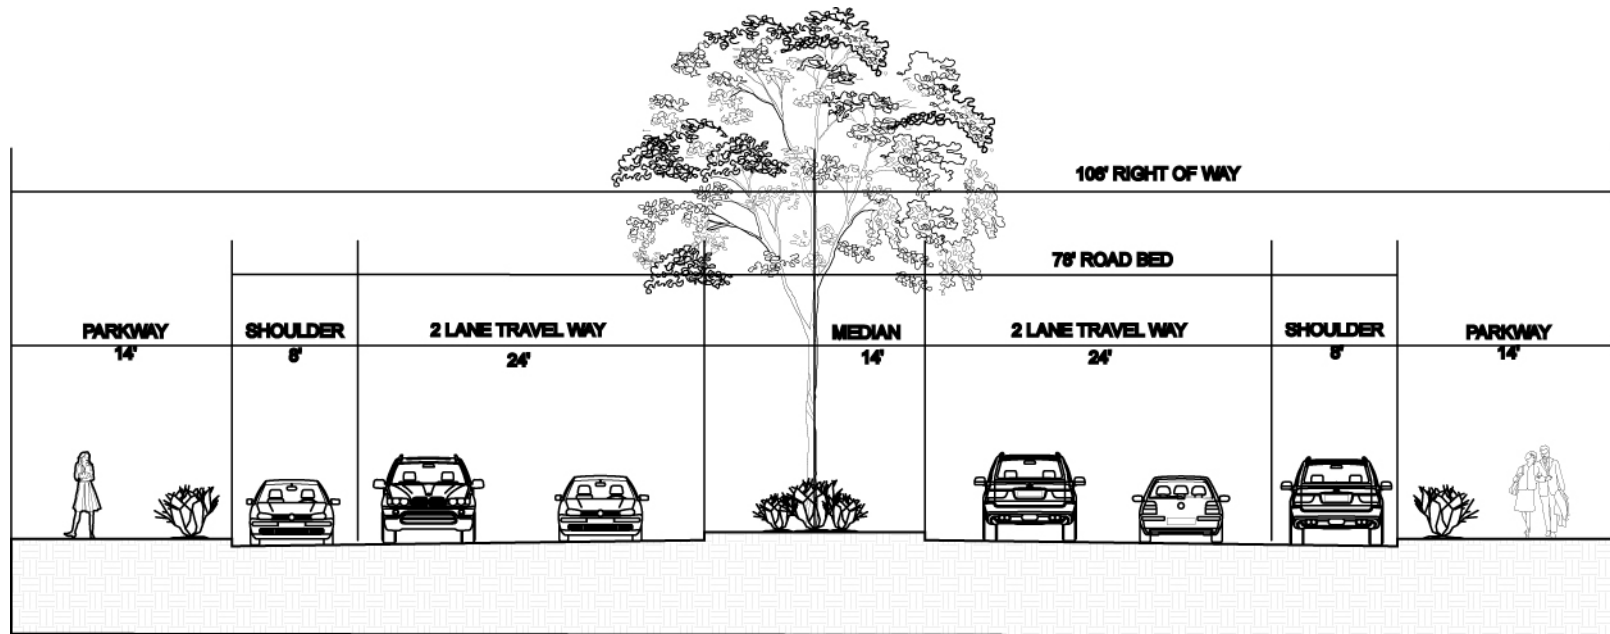 106' RIGHT OF WAY
78' ROAD BED
PARKWAY
14'
SHOULDER
8'
2 LANE TRAVEL WAY
24'
MEDIAN
14'
2 LANE TRAVEL WAY
24'
SHOULDER
8'
PARKWAY
14'